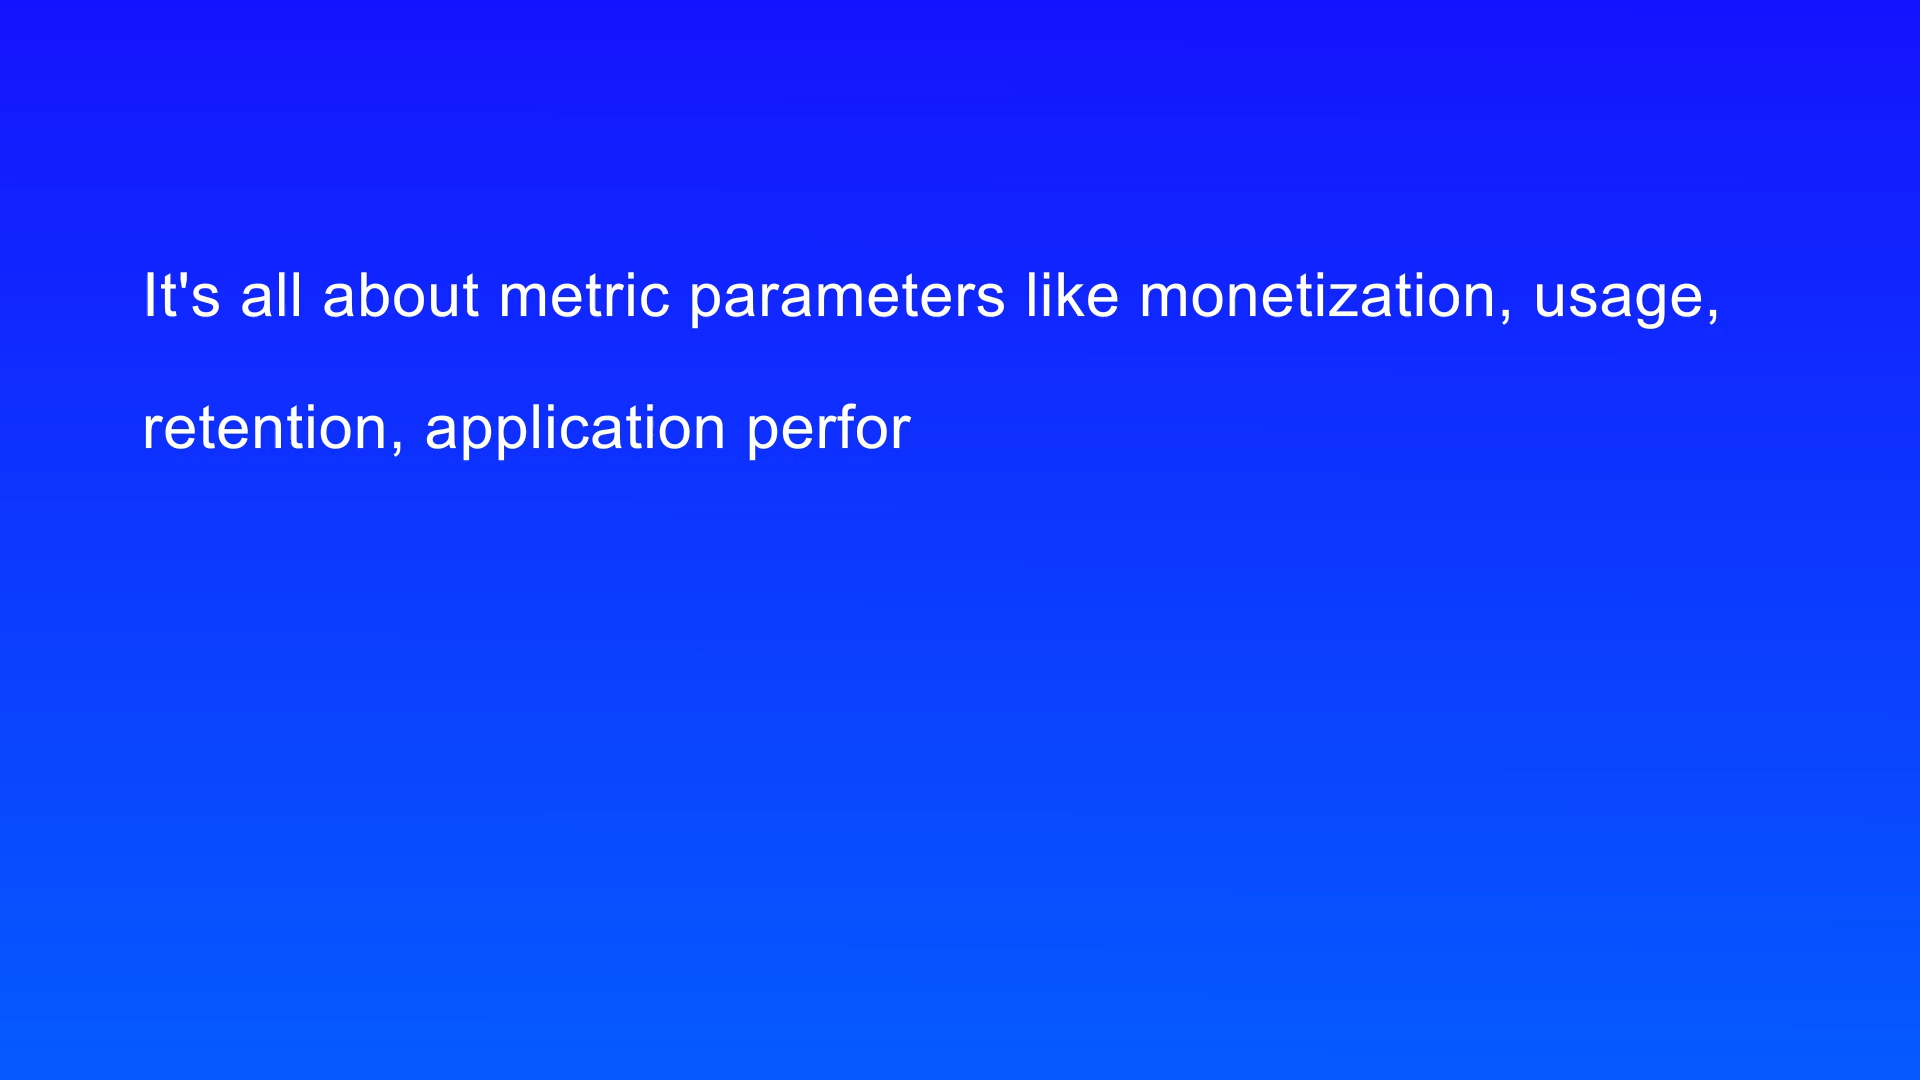 It's all about metric parameters like monetization, usage,
retention, application perfor